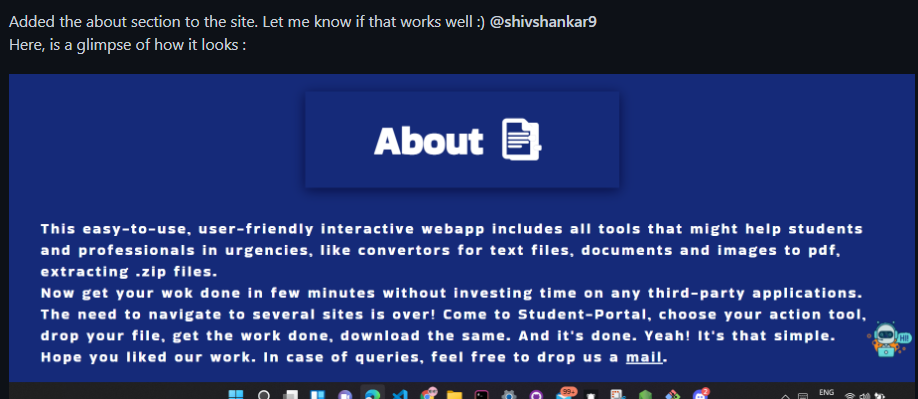 Added the about section to the site. Let me know if that works well :) @shivshankar9
Here, is a glimpse of how it looks :
About
This easy-to-use, user-friendly interactive webapp includes all tools that might help students
and professionals in urgencies, like convertors for text files, documents and images to pdf,
extracting .zip files.
Now get your wok done in few minutes without investing time on any third-party applications.
The need to navigate to several sites is over! Come to Student-Portal, choose your action tool,
drop your file, get the work done, download the same. And it's done. Yeah! It's that simple.
Hope you liked our work. In case of queries, feel free to drop us a mail.
HI!
99+
ENG